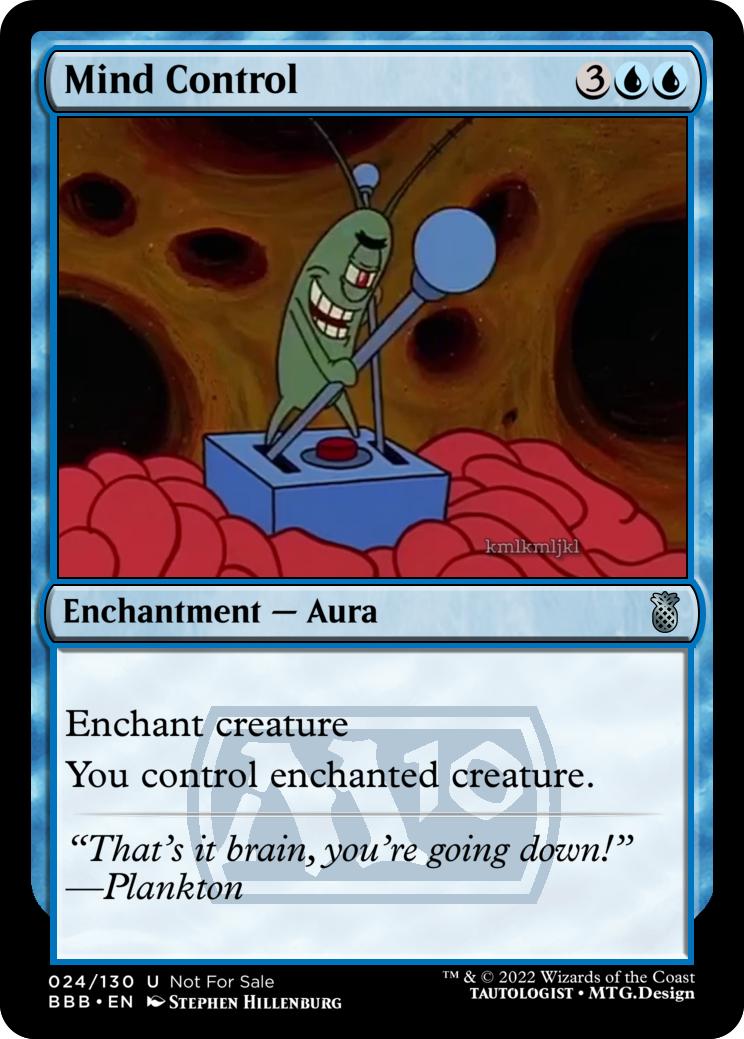 Mind Control 3
kmlkmljkl
Enchantment — Aura
Enchant creature
You control enchanted creature.
“That’s it brain, you’re going down!”
—Plankton
024/130 U Not For Sale
BBB • EN Stephen Hillenburg
™ & © 2022 Wizards of the Coast
TAUTOLOGIST • MTG.Design